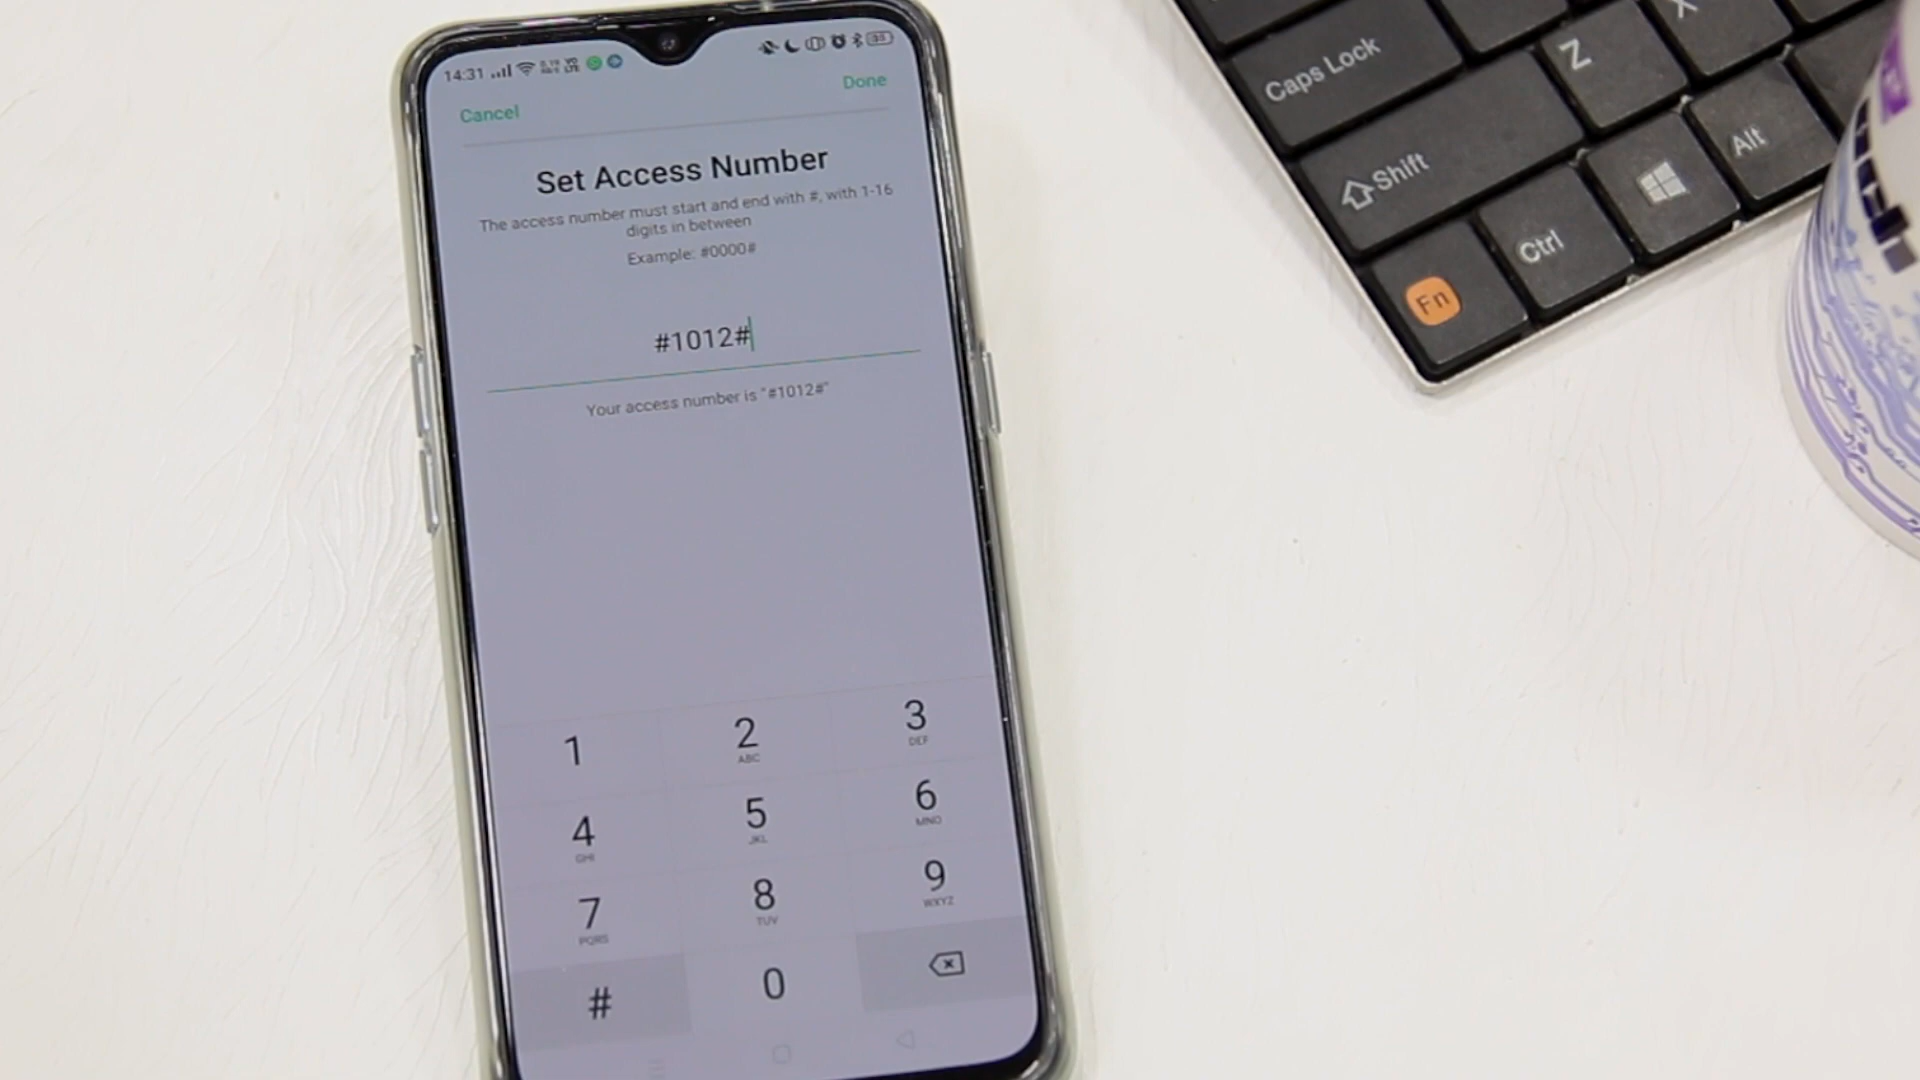 14:31
Cancel
Done
Set Access Number
The access number must start and end with #, with 1-16
digits in between
Example: #0000#
#1012#
Your access number is "#1012#"
1
2
ABC
3
DEF
4
GHI
5
JKL
6
MNO
7
PQRS
8
TUV
9
WXYZ
#
0
Caps Lock
Z
X
Shift
Alt
Ctrl
Fn